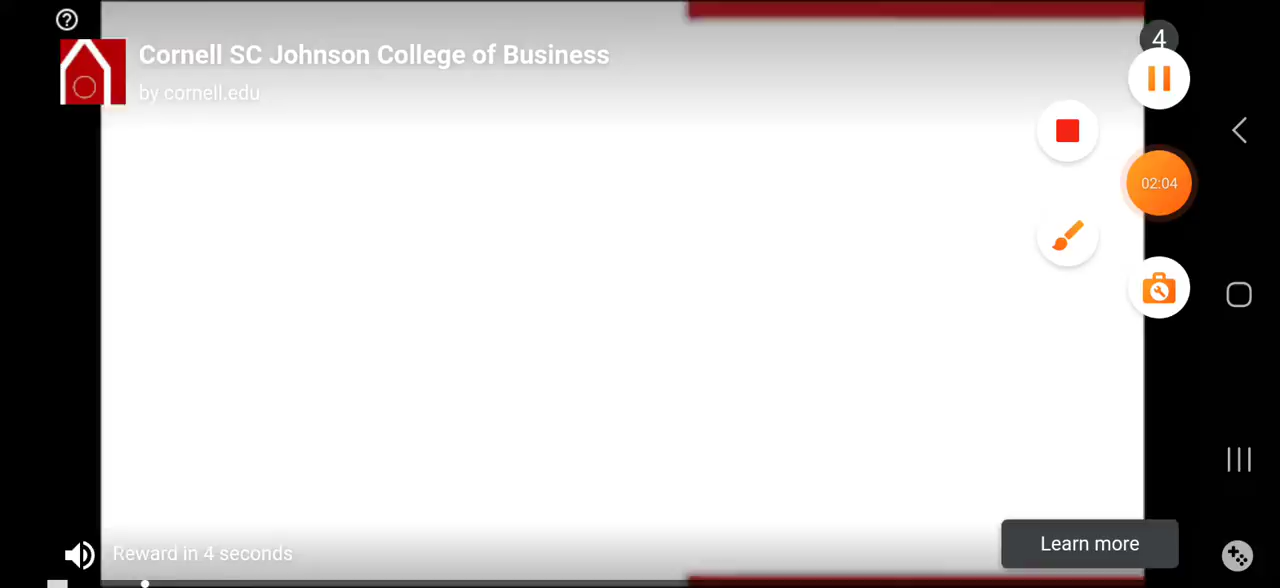 Cornell SC Johnson College of Business
by cornell.edu
4
02:04
Reward in 4 seconds
Learn more